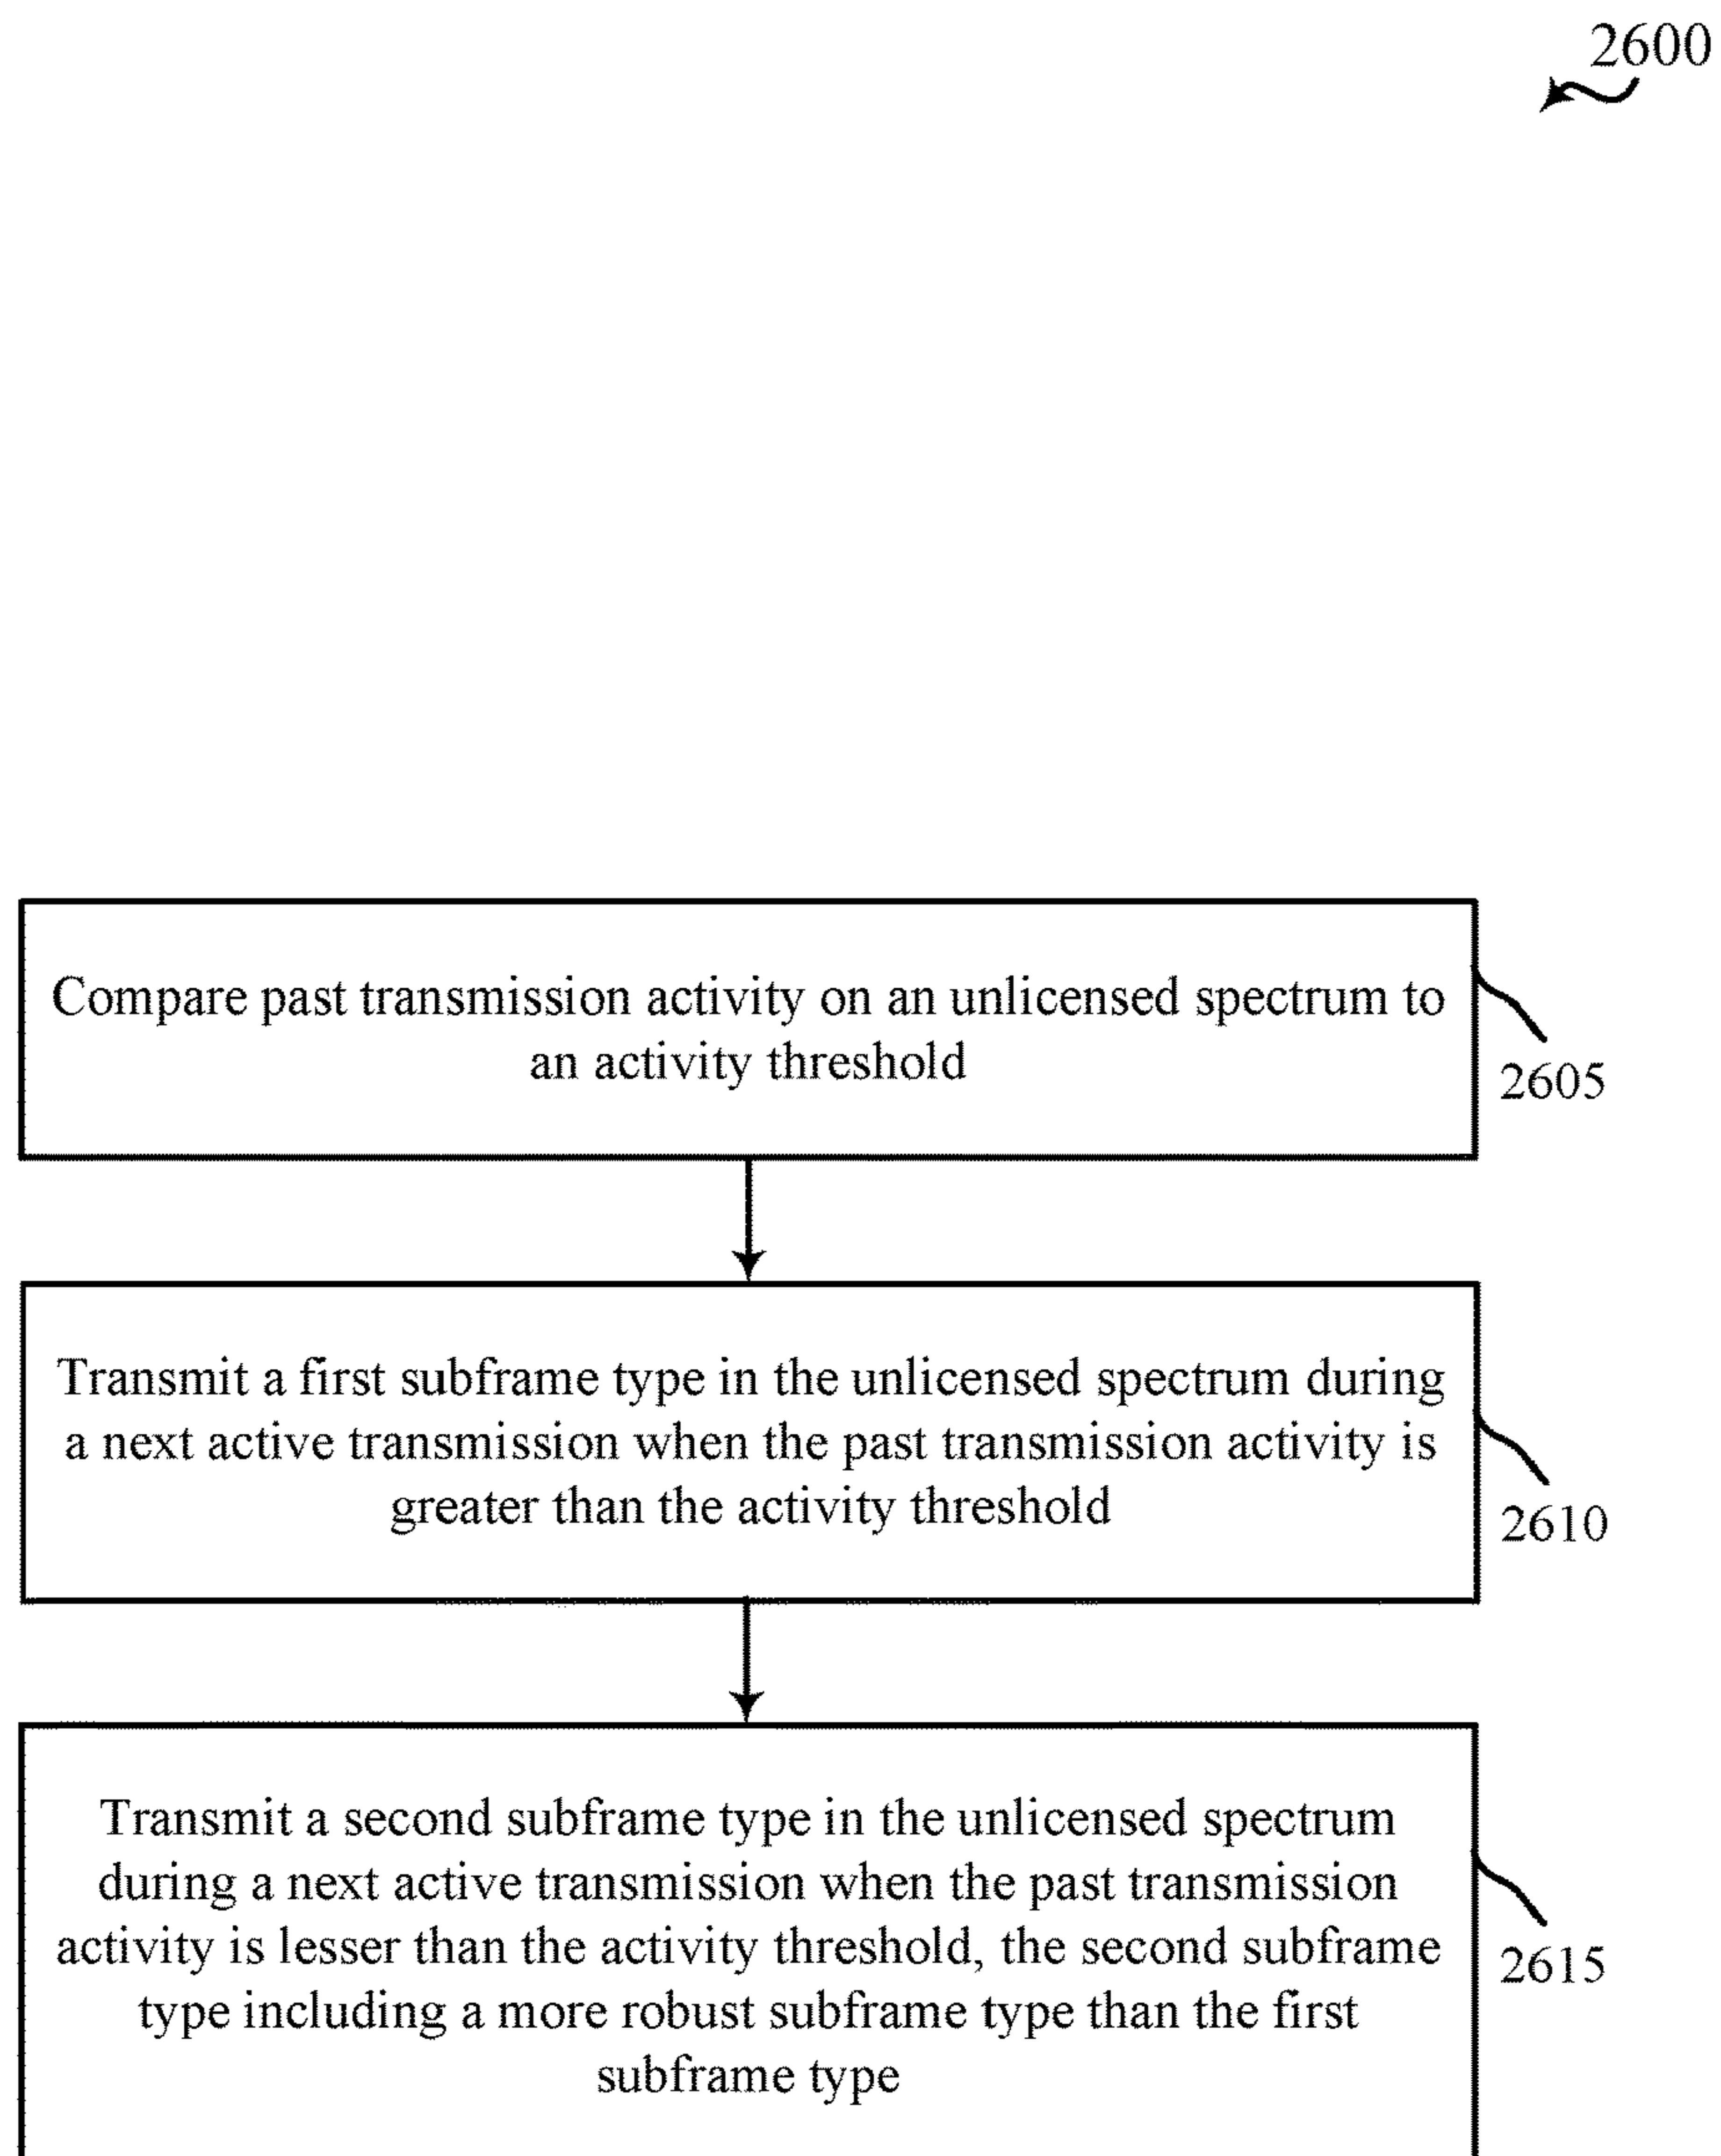 2600
Compare past transmission activity on an unlicensed spectrum to
an activity threshold
2605
Transmit a first subframe type in the unlicensed spectrum during
a next active transmission when the past transmission activity is
greater than the activity threshold
2610
Transmit a second subframe type in the unlicensed spectrum
during a next active transmission when the past transmission
activity is lesser than the activity threshold, the second subframe
type including a more robust subframe type than the first
subframe type
2615